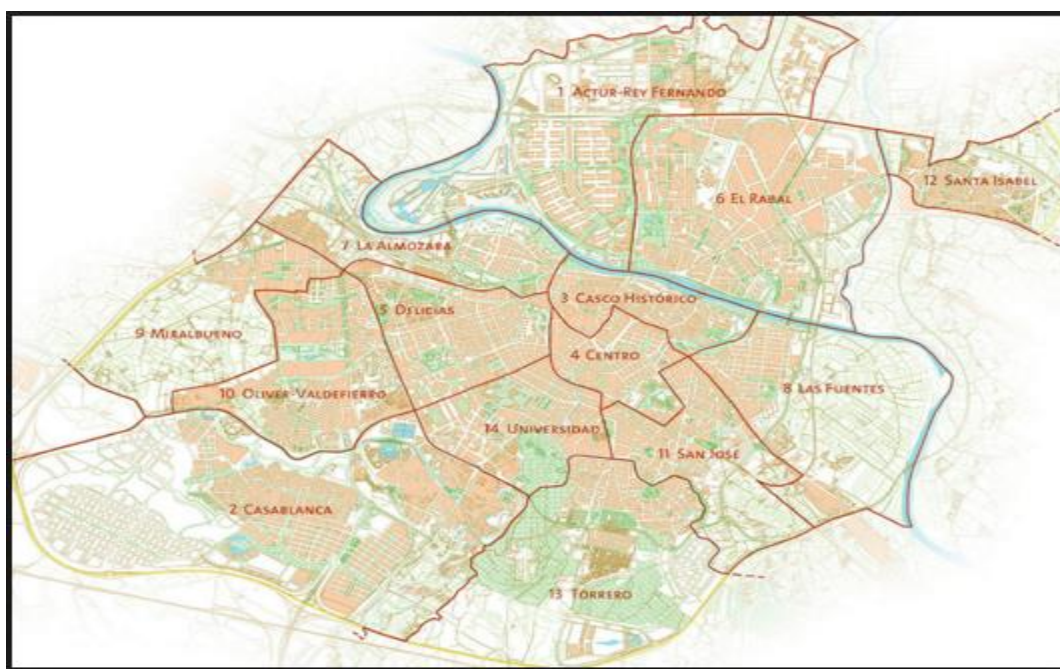 1 ACTUR-REY FERNANDO
12 SANTA ISABEL
6 EL RABAL
7 LA ALMOZARA
3 CASCO HISTÓRICO
5 DELICIAS
9 MIRALBUENO
4 CENTRO
8 LAS FUENTES
10 OLIVER-VALDEFIERRO
14 UNIVERSIDAD
11 SAN JOSÉ
2 CASABLANCA
13 TORRERO